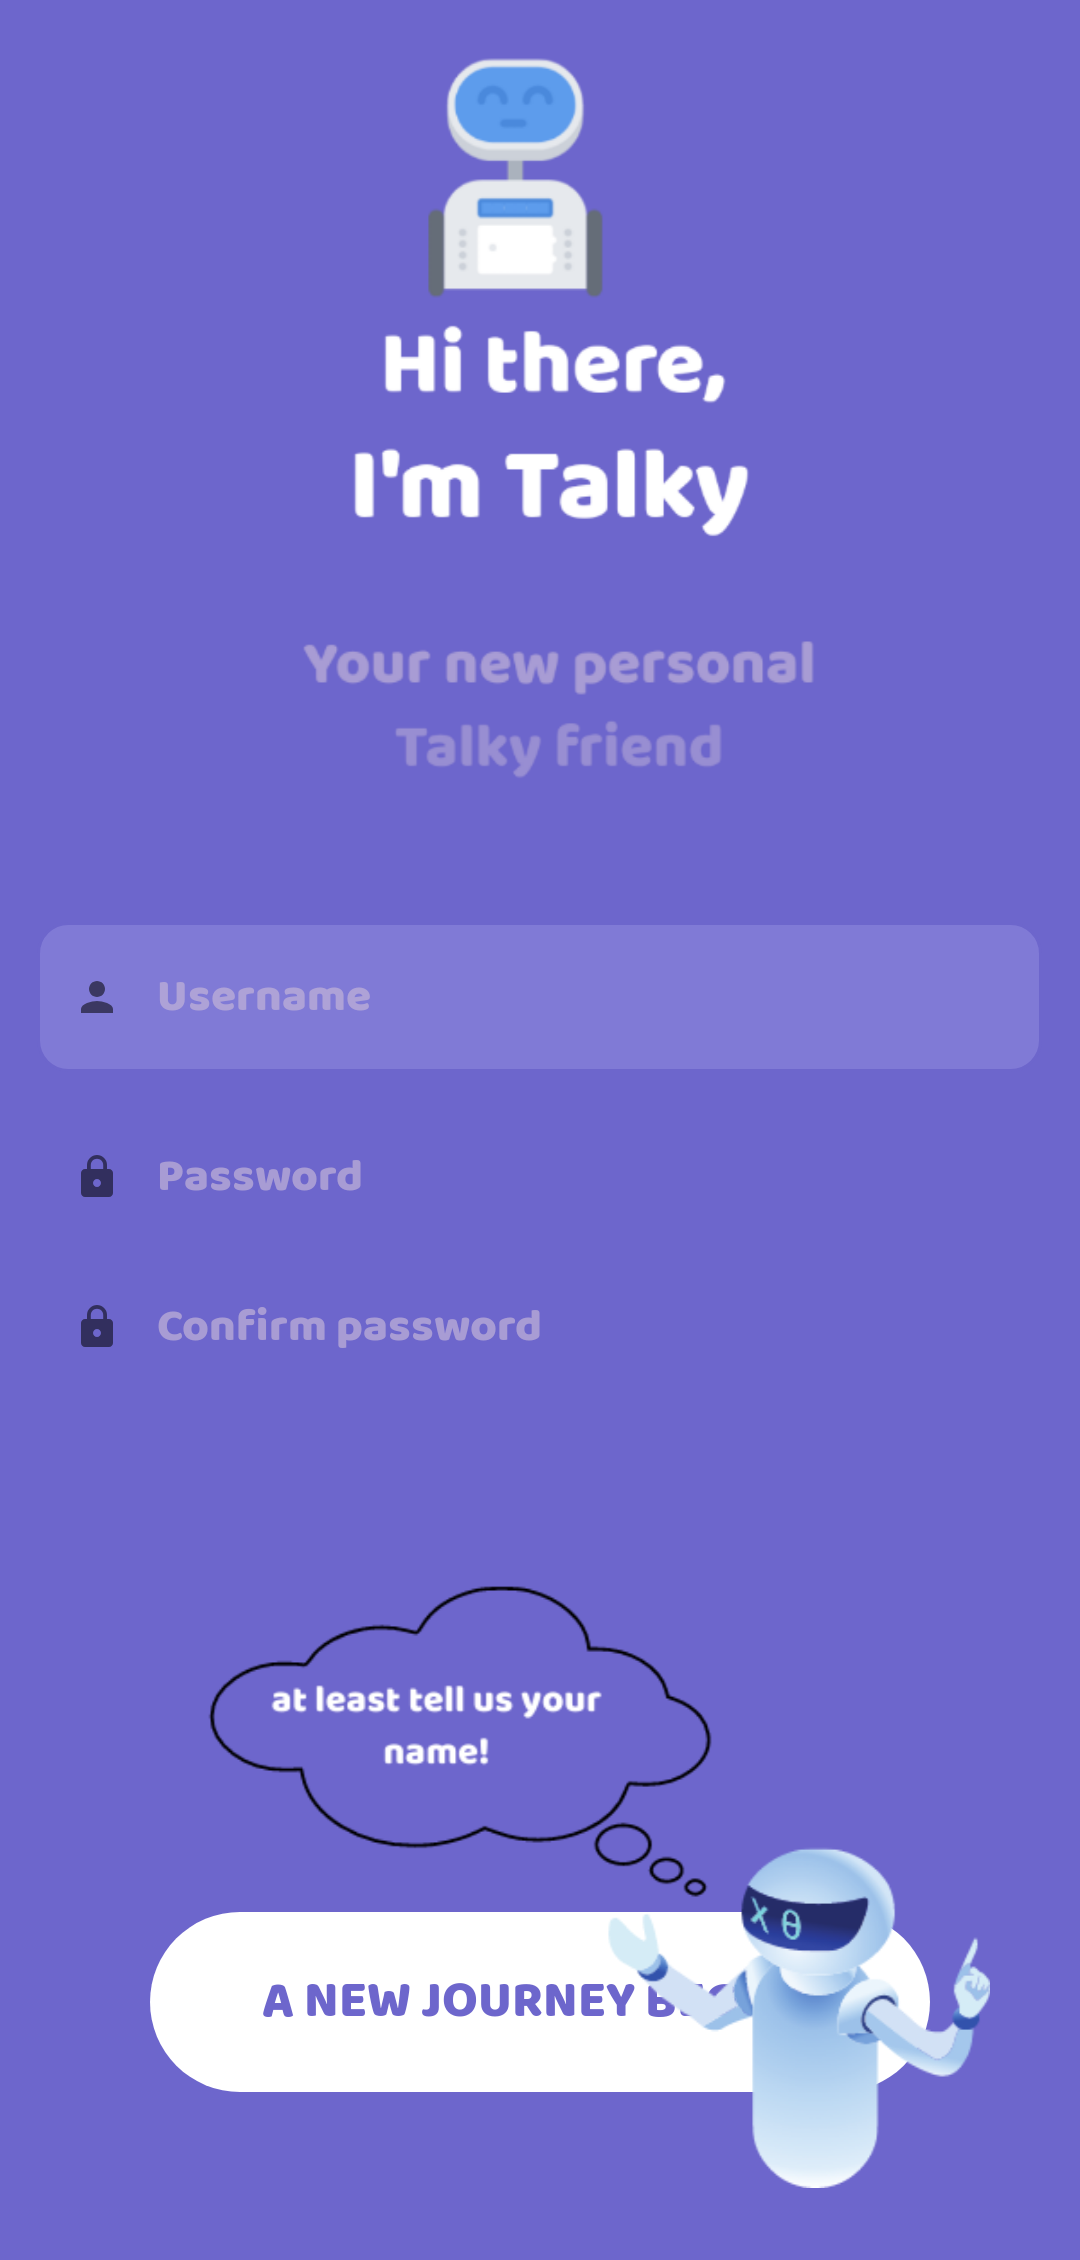 Hi there,
I'm Talky
Your new personal
Talky friend
Username
Password
Confirm password
at least tell us your
name!
A NEW JOURNEY